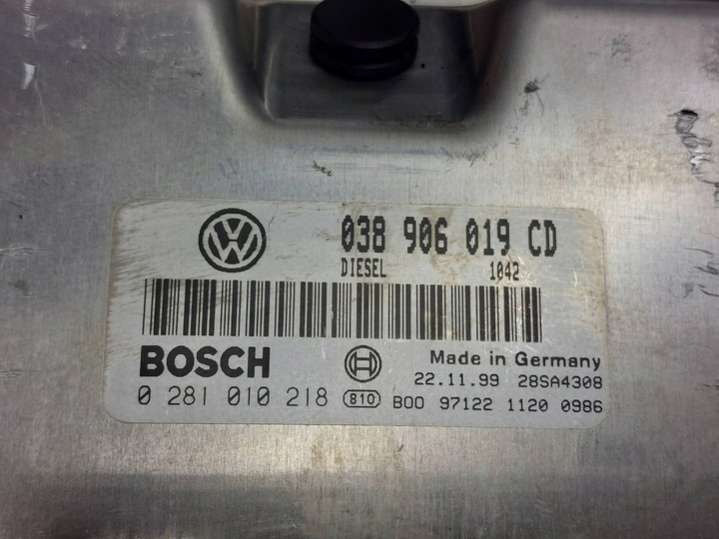 038 906 019 CD
DIESEL 1042
BOSCH Made in Germany
22.11.99 28SA4308
0 281 010 218 810 B00 97122 1120 0986